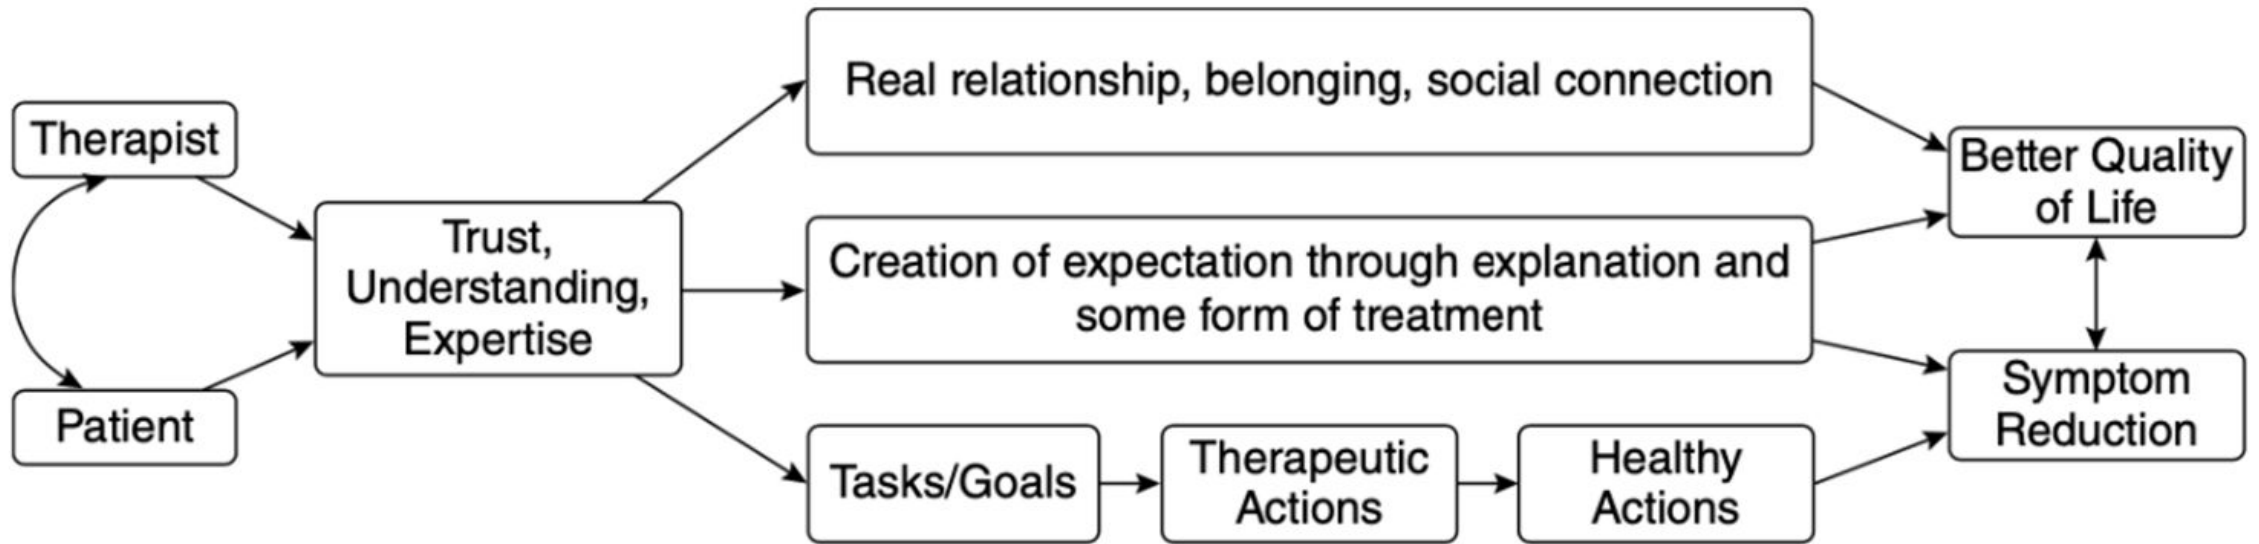 Therapist
Patient
Trust,
Understanding,
Expertise
Real relationship, belonging, social connection
Creation of expectation through explanation and
some form of treatment
Tasks/Goals
Therapeutic
Actions
Healthy
Actions
Better Quality
of Life
Symptom
Reduction